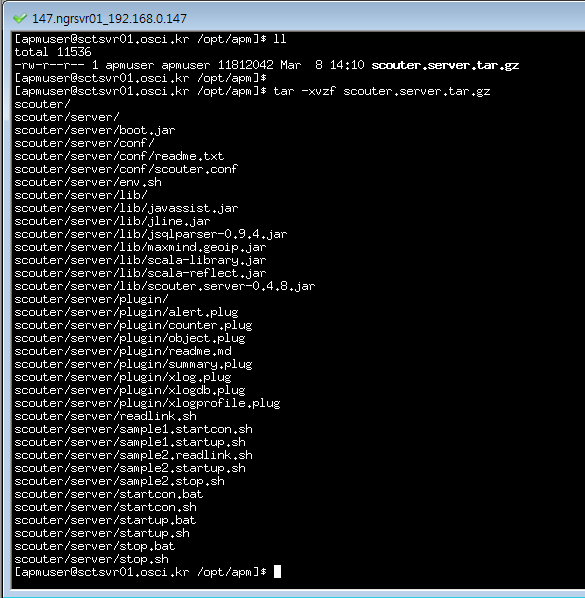 147.ngrsvr01_192.168.0.147
[apmuser@sctsvr01.osci.kr /opt/apm]$ ll
total 11536
-rw-r--r-- 1 apmuser apmuser 11812042 Mar  8 14:10 scouter.server.tar.gz
[apmuser@sctsvr01.osci.kr /opt/apm]$
[apmuser@sctsvr01.osci.kr /opt/apm]$ tar -xvzf scouter.server.tar.gz
scouter/
scouter/server/
scouter/server/boot.jar
scouter/server/conf/
scouter/server/conf/readme.txt
scouter/server/conf/scouter.conf
scouter/server/env.sh
scouter/server/lib/
scouter/server/lib/javassist.jar
scouter/server/lib/jline.jar
scouter/server/lib/jsqlparser-0.9.4.jar
scouter/server/lib/maxmind.geoip.jar
scouter/server/lib/scala-library.jar
scouter/server/lib/scala-reflect.jar
scouter/server/lib/scouter.server-0.4.8.jar
scouter/server/plugin/
scouter/server/plugin/alert.plug
scouter/server/plugin/counter.plug
scouter/server/plugin/object.plug
scouter/server/plugin/readme.md
scouter/server/plugin/summary.plug
scouter/server/plugin/xlog.plug
scouter/server/plugin/xlogdb.plug
scouter/server/plugin/xlogprofile.plug
scouter/server/readlink.sh
scouter/server/sample1.startcon.sh
scouter/server/sample1.startup.sh
scouter/server/sample2.readlink.sh
scouter/server/sample2.startup.sh
scouter/server/sample2.stop.sh
scouter/server/startcon.bat
scouter/server/startcon.sh
scouter/server/startup.bat
scouter/server/startup.sh
scouter/server/stop.bat
scouter/server/stop.sh
[apmuser@sctsvr01.osci.kr /opt/apm]$